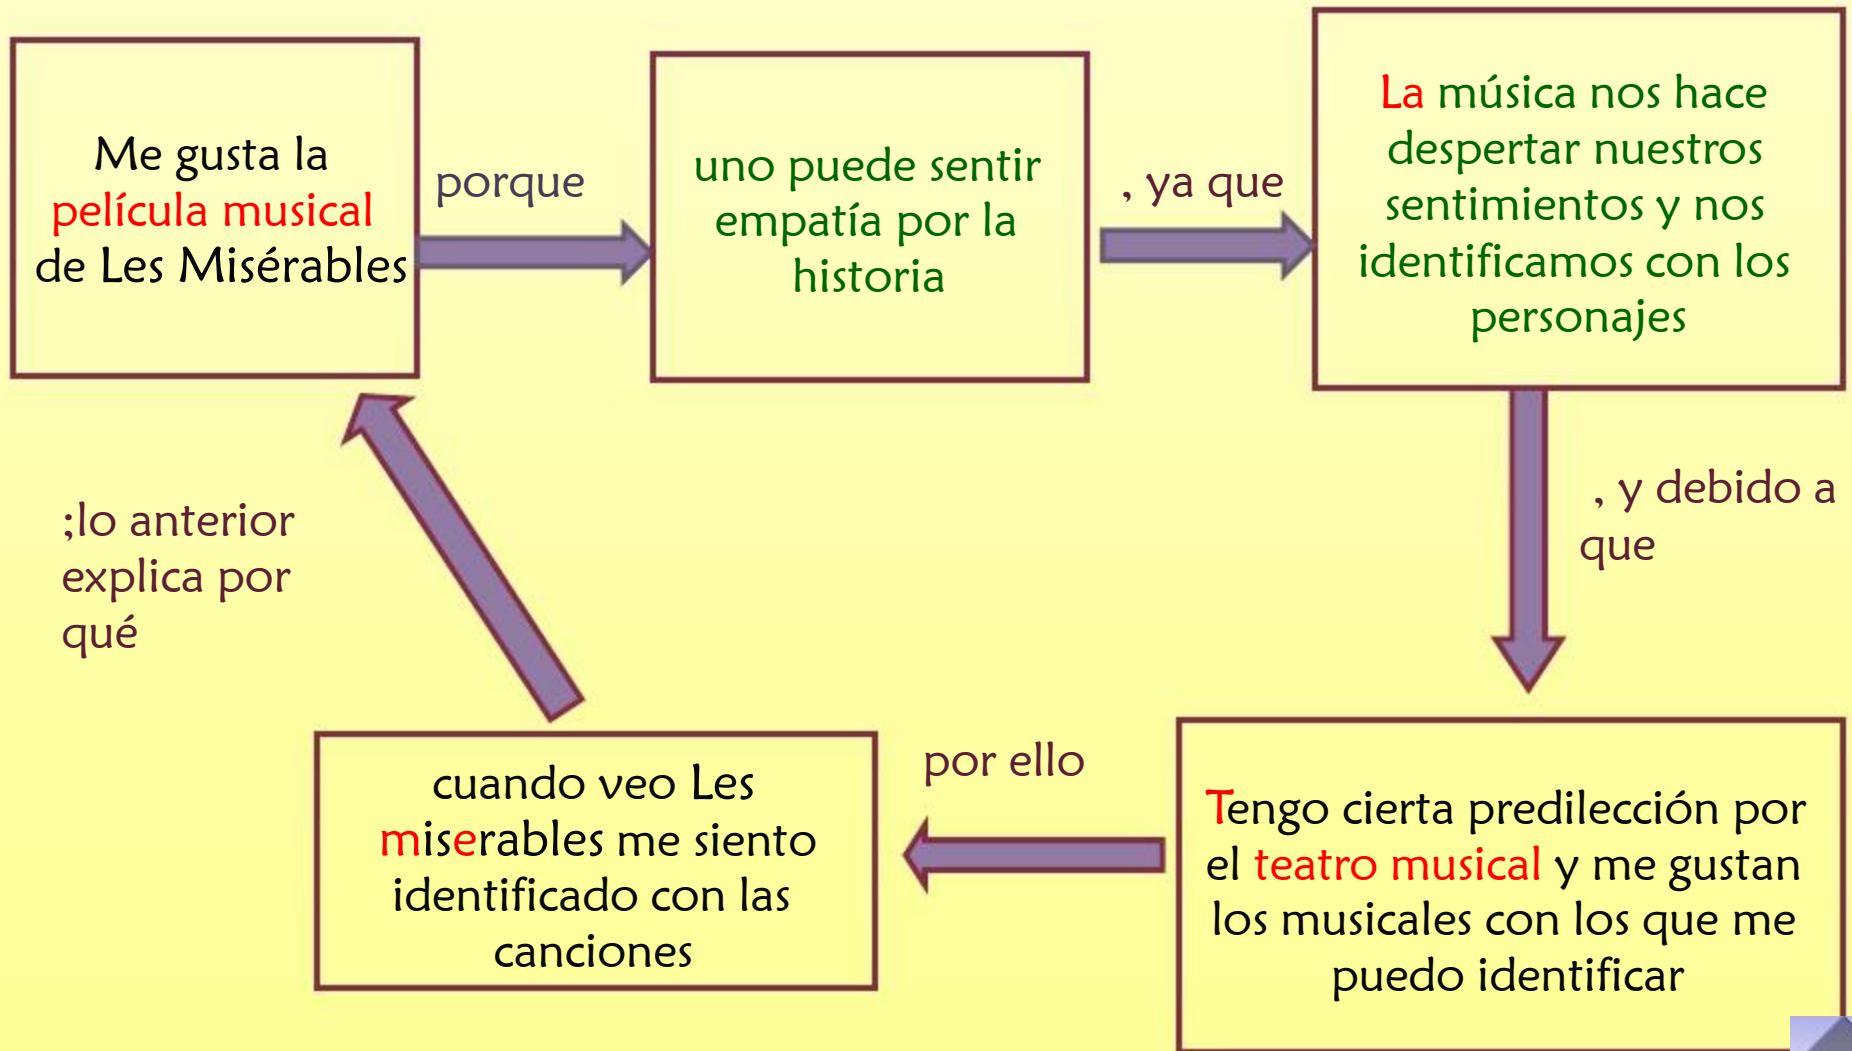 Me gusta la
película musical
de Les Misérables
porque
uno puede sentir
empatía por la
historia
, ya que
La música nos hace
despertar nuestros
sentimientos y nos
identificamos con los
personajes
, y debido a
que
Tengo cierta predilección por
el teatro musical y me gustan
los musicales con los que me
puedo identificar
por ello
cuando veo Les
miserables me siento
identificado con las
canciones
;lo anterior
explica por
qué